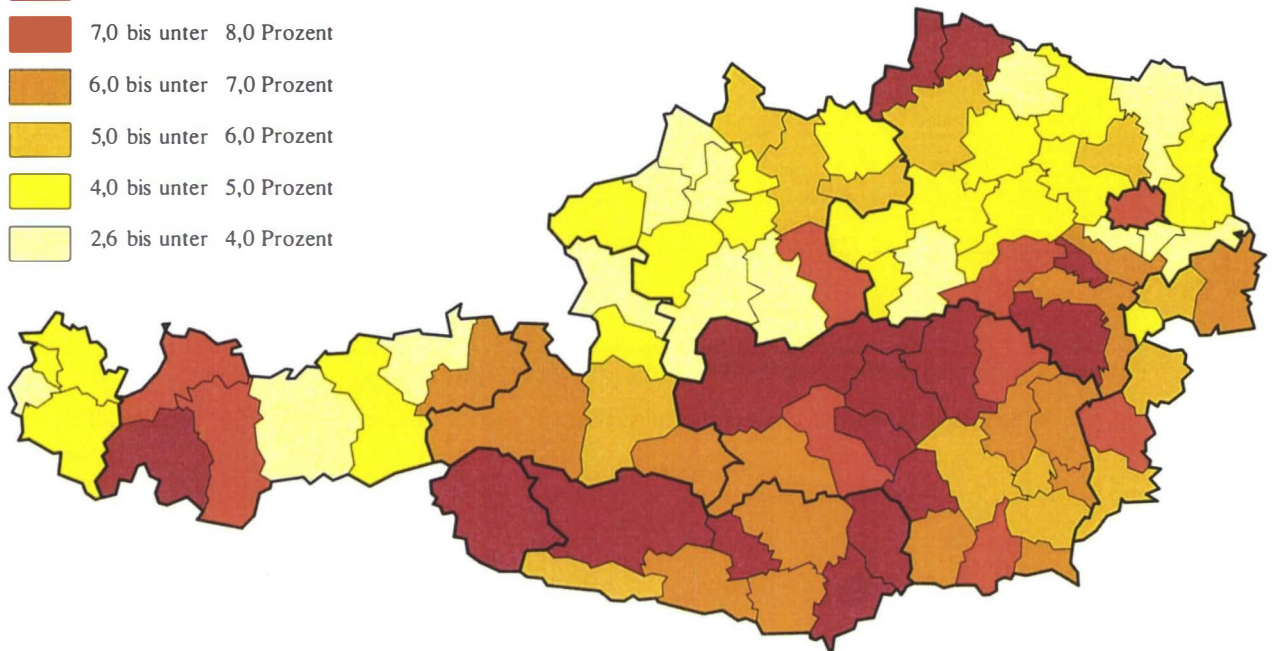 7,0 bis unter 8,0 Prozent
6,0 bis unter 7,0 Prozent
5,0 bis unter 6,0 Prozent
4,0 bis unter 5,0 Prozent
2,6 bis unter 4,0 Prozent